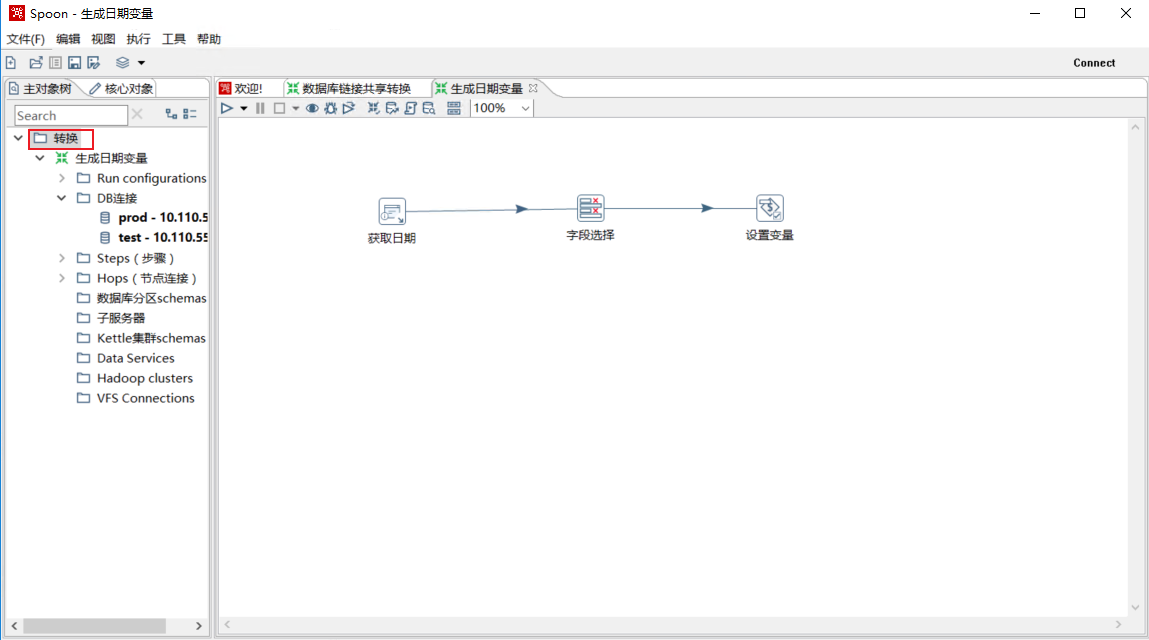 Spoon - 生成日期变量
文件(F) 编辑 视图 执行 工具 帮助
Connect
主对象树 核心对象
欢迎! 数据库链接共享转换 生成日期变量
Search
100%
转换
生成日期变量
Run configurations
DB连接
prod - 10.110.5
test - 10.110.55
Steps ( 步骤 )
Hops ( 节点连接 )
数据库分区schemas
子服务器
Kettle集群schemas
Data Services
Hadoop clusters
VFS Connections
获取日期
字段选择
设置变量